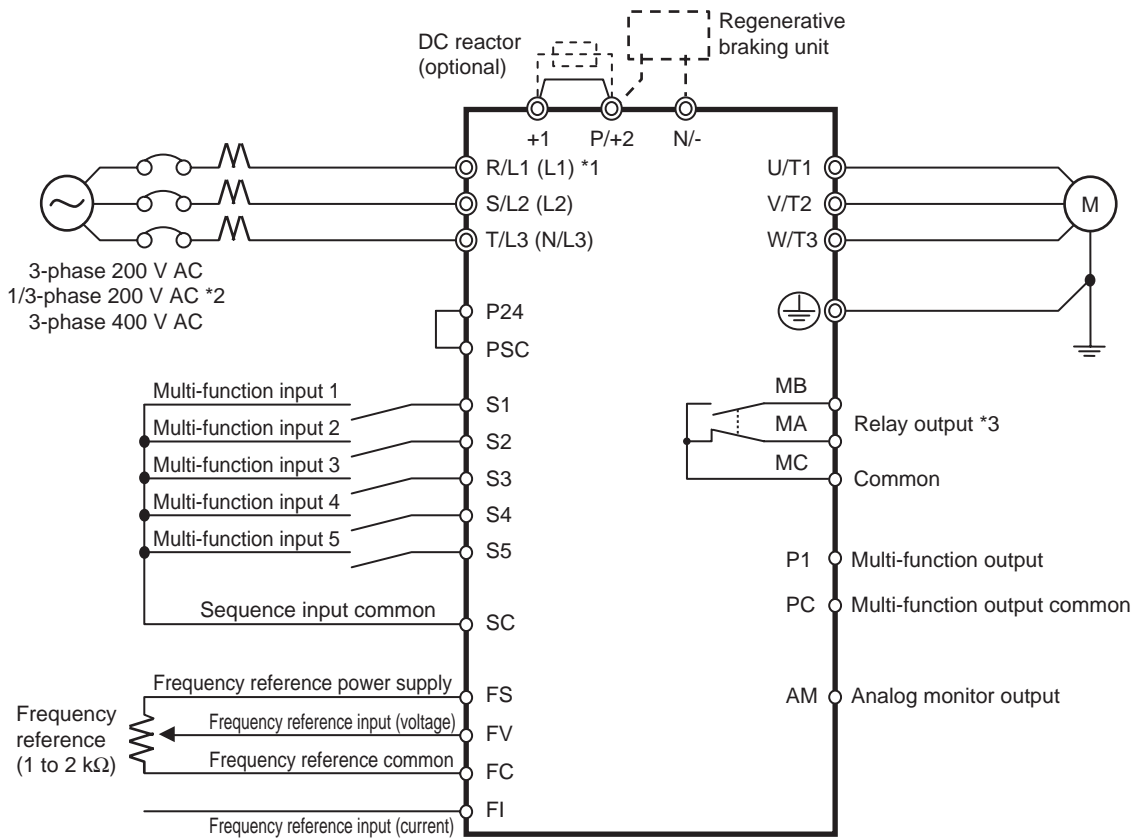 DC reactor
(optional)
Regenerative
braking unit
+1
P/+2
N/-
R/L1 (L1) *1
S/L2 (L2)
T/L3 (N/L3)
U/T1
V/T2
W/T3
M
3-phase 200 V AC
1/3-phase 200 V AC *2
3-phase 400 V AC
P24
PSC
Multi-function input 1
S1
Multi-function input 2
S2
Multi-function input 3
S3
Multi-function input 4
S4
Multi-function input 5
S5
Sequence input common
SC
MB
MA
Relay output *3
MC
Common
P1
Multi-function output
PC
Multi-function output common
AM
Analog monitor output
Frequency
reference
(1 to 2 kΩ)
Frequency reference power supply
FS
Frequency reference input (voltage)
FV
Frequency reference common
FC
FI
Frequency reference input (current)